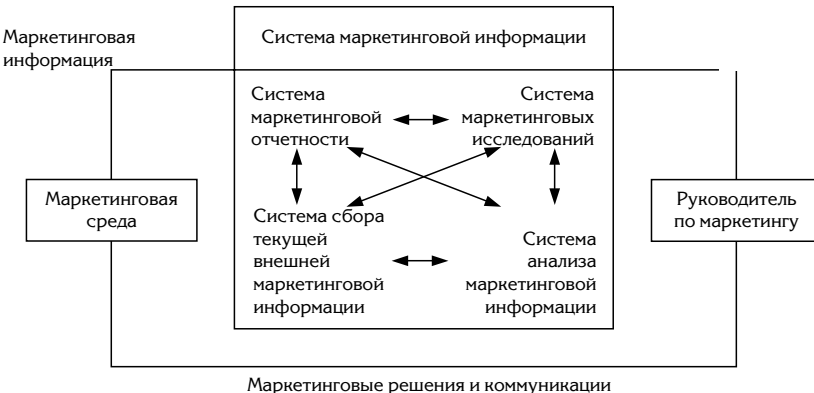 Маркетинговая
информация
Система маркетинговой информации
Система
маркетинговой
отчетности
Система
маркетинговых
исследований
Маркетинговая
среда
Система сбора
текущей
внешней
маркетинговой
информации
Система
анализа
маркетинговой
информации
Руководитель
по маркетингу
Маркетинговые решения и коммуникации